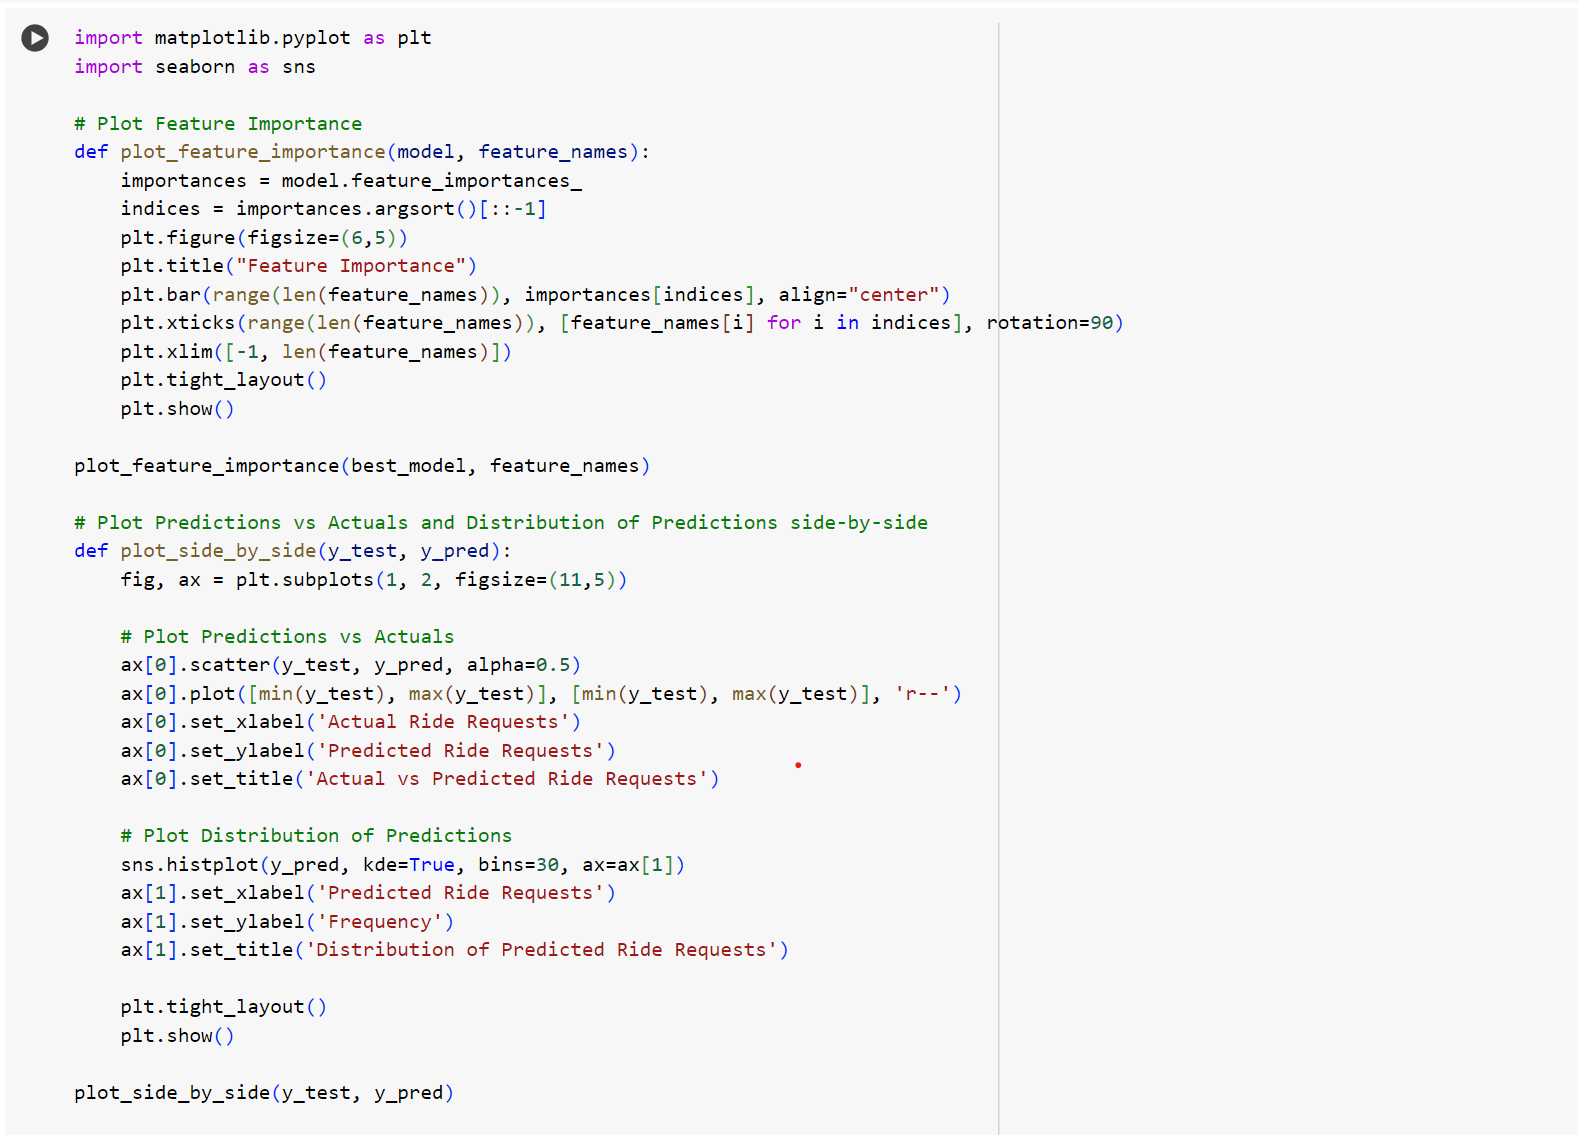 import matplotlib.pyplot as plt
import seaborn as sns

# Plot Feature Importance
def plot_feature_importance(model, feature_names):
    importances = model.feature_importances_
    indices = importances.argsort()[::-1]
    plt.figure(figsize=(6,5))
    plt.title("Feature Importance")
    plt.bar(range(len(feature_names)), importances[indices], align="center")
    plt.xticks(range(len(feature_names)), [feature_names[i] for i in indices], rotation=90)
    plt.xlim([-1, len(feature_names)])
    plt.tight_layout()
    plt.show()

plot_feature_importance(best_model, feature_names)

# Plot Predictions vs Actuals and Distribution of Predictions side-by-side
def plot_side_by_side(y_test, y_pred):
    fig, ax = plt.subplots(1, 2, figsize=(11,5))

    # Plot Predictions vs Actuals
    ax[0].scatter(y_test, y_pred, alpha=0.5)
    ax[0].plot([min(y_test), max(y_test)], [min(y_test), max(y_test)], 'r--')
    ax[0].set_xlabel('Actual Ride Requests')
    ax[0].set_ylabel('Predicted Ride Requests')
    ax[0].set_title('Actual vs Predicted Ride Requests')

    # Plot Distribution of Predictions
    sns.histplot(y_pred, kde=True, bins=30, ax=ax[1])
    ax[1].set_xlabel('Predicted Ride Requests')
    ax[1].set_ylabel('Frequency')
    ax[1].set_title('Distribution of Predicted Ride Requests')

    plt.tight_layout()
    plt.show()

plot_side_by_side(y_test, y_pred)